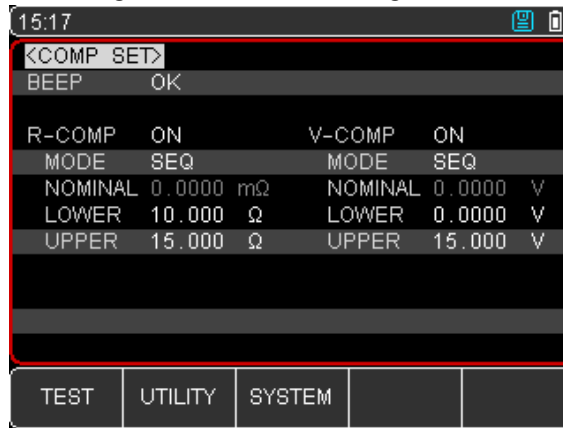 15:17
<COMP SET>
BEEP OK
R-COMP ON V-COMP ON
MODE SEQ MODE SEQ
NOMINAL 0.0000 mΩ NOMINAL 0.0000 V
LOWER 10.000 Ω LOWER 0.0000 V
UPPER 15.000 Ω UPPER 15.000 V
TEST UTILITY SYSTEM